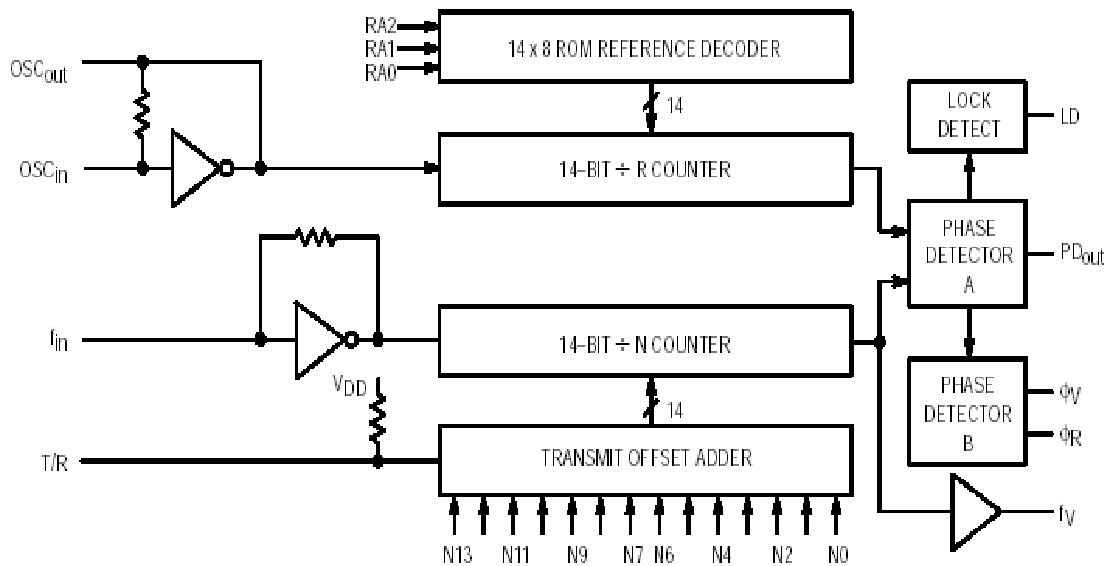 RA2
RA1
RA0
14 x 8 ROM REFERENCE DECODER
OSCout
14
LOCK
DETECT
LD
OSCin
14–BIT ÷ R COUNTER
PHASE
DETECTOR
A
PDout
fin
14–BIT ÷ N COUNTER
VDD
14
PHASE
DETECTOR
B
ϕV
ϕR
T/R
TRANSMIT OFFSET ADDER
fV
N13 N11 N9 N7 N6 N4 N2 N0